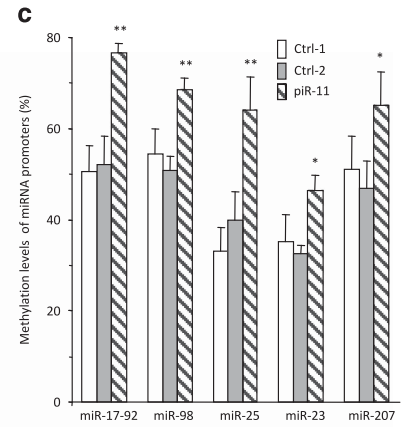 c
**
**
**
*
*
Ctrl-1
Ctrl-2
piR-11
Methylation levels of miRNA promoters (%)
80
60
40
20
0
miR-17-92 miR-98 miR-25 miR-23 miR-207